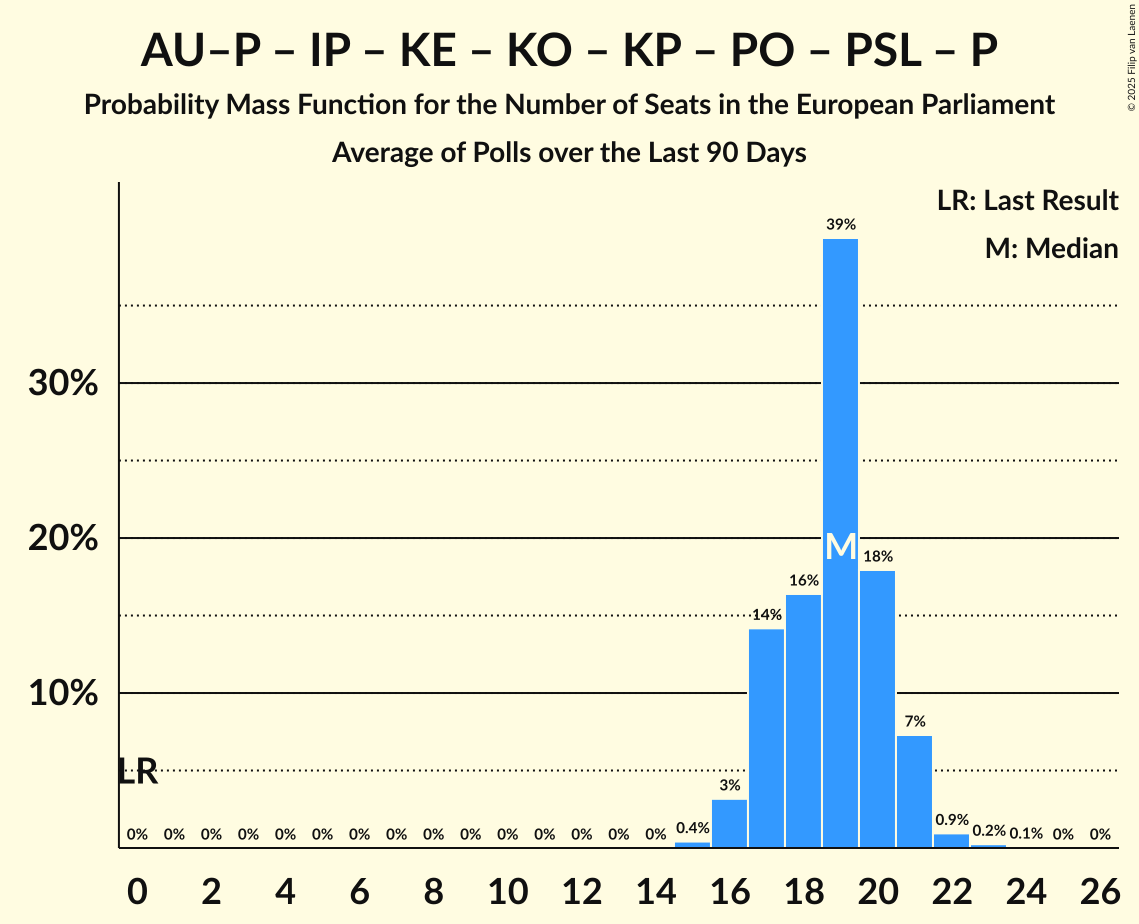 AU–P – IP – KE – KO – KP – PO – PSL – P
Probability Mass Function for the Number of Seats in the European Parliament
Average of Polls over the Last 90 Days
© 2025 Filip van Laenen
LR: Last Result
M: Median
39%
30%
20%
M
18%
16%
14%
10%
7%
LR
3%
0% 0% 0% 0% 0% 0% 0% 0% 0% 0% 0% 0% 0% 0% 0% 0.4% 0.9% 0.2% 0.1% 0% 0%
0 2 4 6 8 10 12 14 16 18 20 22 24 26